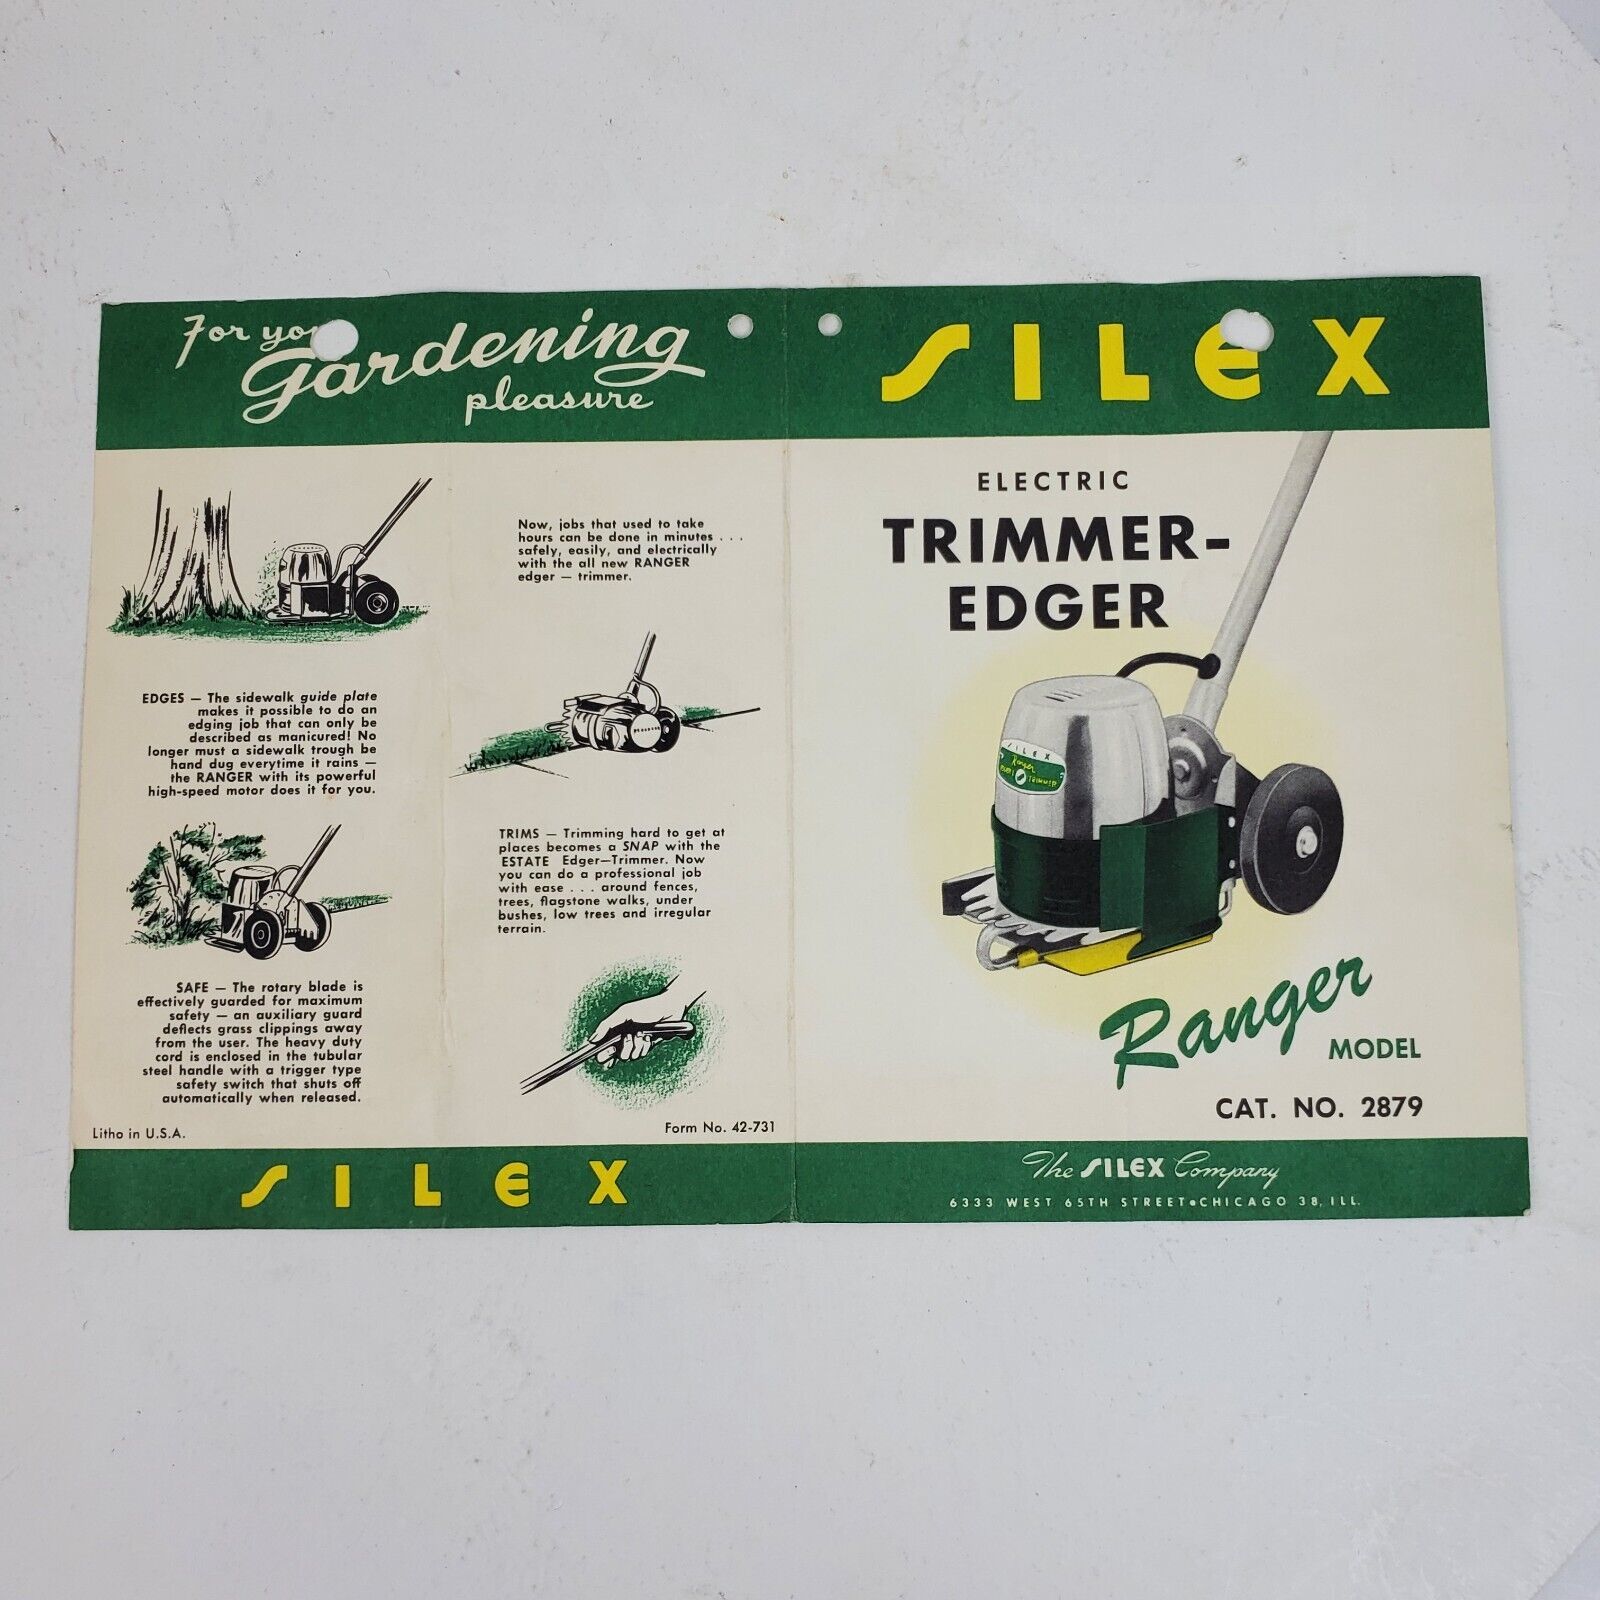 For you
Gardening
pleasure
Now, jobs that used to take
hours can be done in minutes . . .
safely, easily, and electrically
with the all new RANGER
edger — trimmer.
EDGES — The sidewalk guide plate
makes it possible to do an
edging job that can only be
described as manicured! No
longer must a sidewalk trough be
hand dug everytime it rains —
the RANGER with its powerful
high-speed motor does it for you.
TRIMS — Trimming hard to get at
places becomes a SNAP with the
ESTATE Edger—Trimmer. Now
you can do a professional job
with ease . . . around fences,
trees, flagstone walks, under
bushes, low trees and irregular
terrain.
SAFE — The rotary blade is
effectively guarded for maximum
safety — an auxiliary guard
deflects grass clippings away
from the user. The heavy duty
cord is enclosed in the tubular
steel handle with a trigger type
safety switch that shuts off
automatically when released.
Litho in U.S.A.
Form No. 42-731
SILEX
SILEX
ELECTRIC
TRIMMER-
EDGER
SILEX
Ranger
TRIMMER
Ranger
MODEL
CAT. NO. 2879
The SILEX Company
6333 WEST 65TH STREET•CHICAGO 38, ILL.